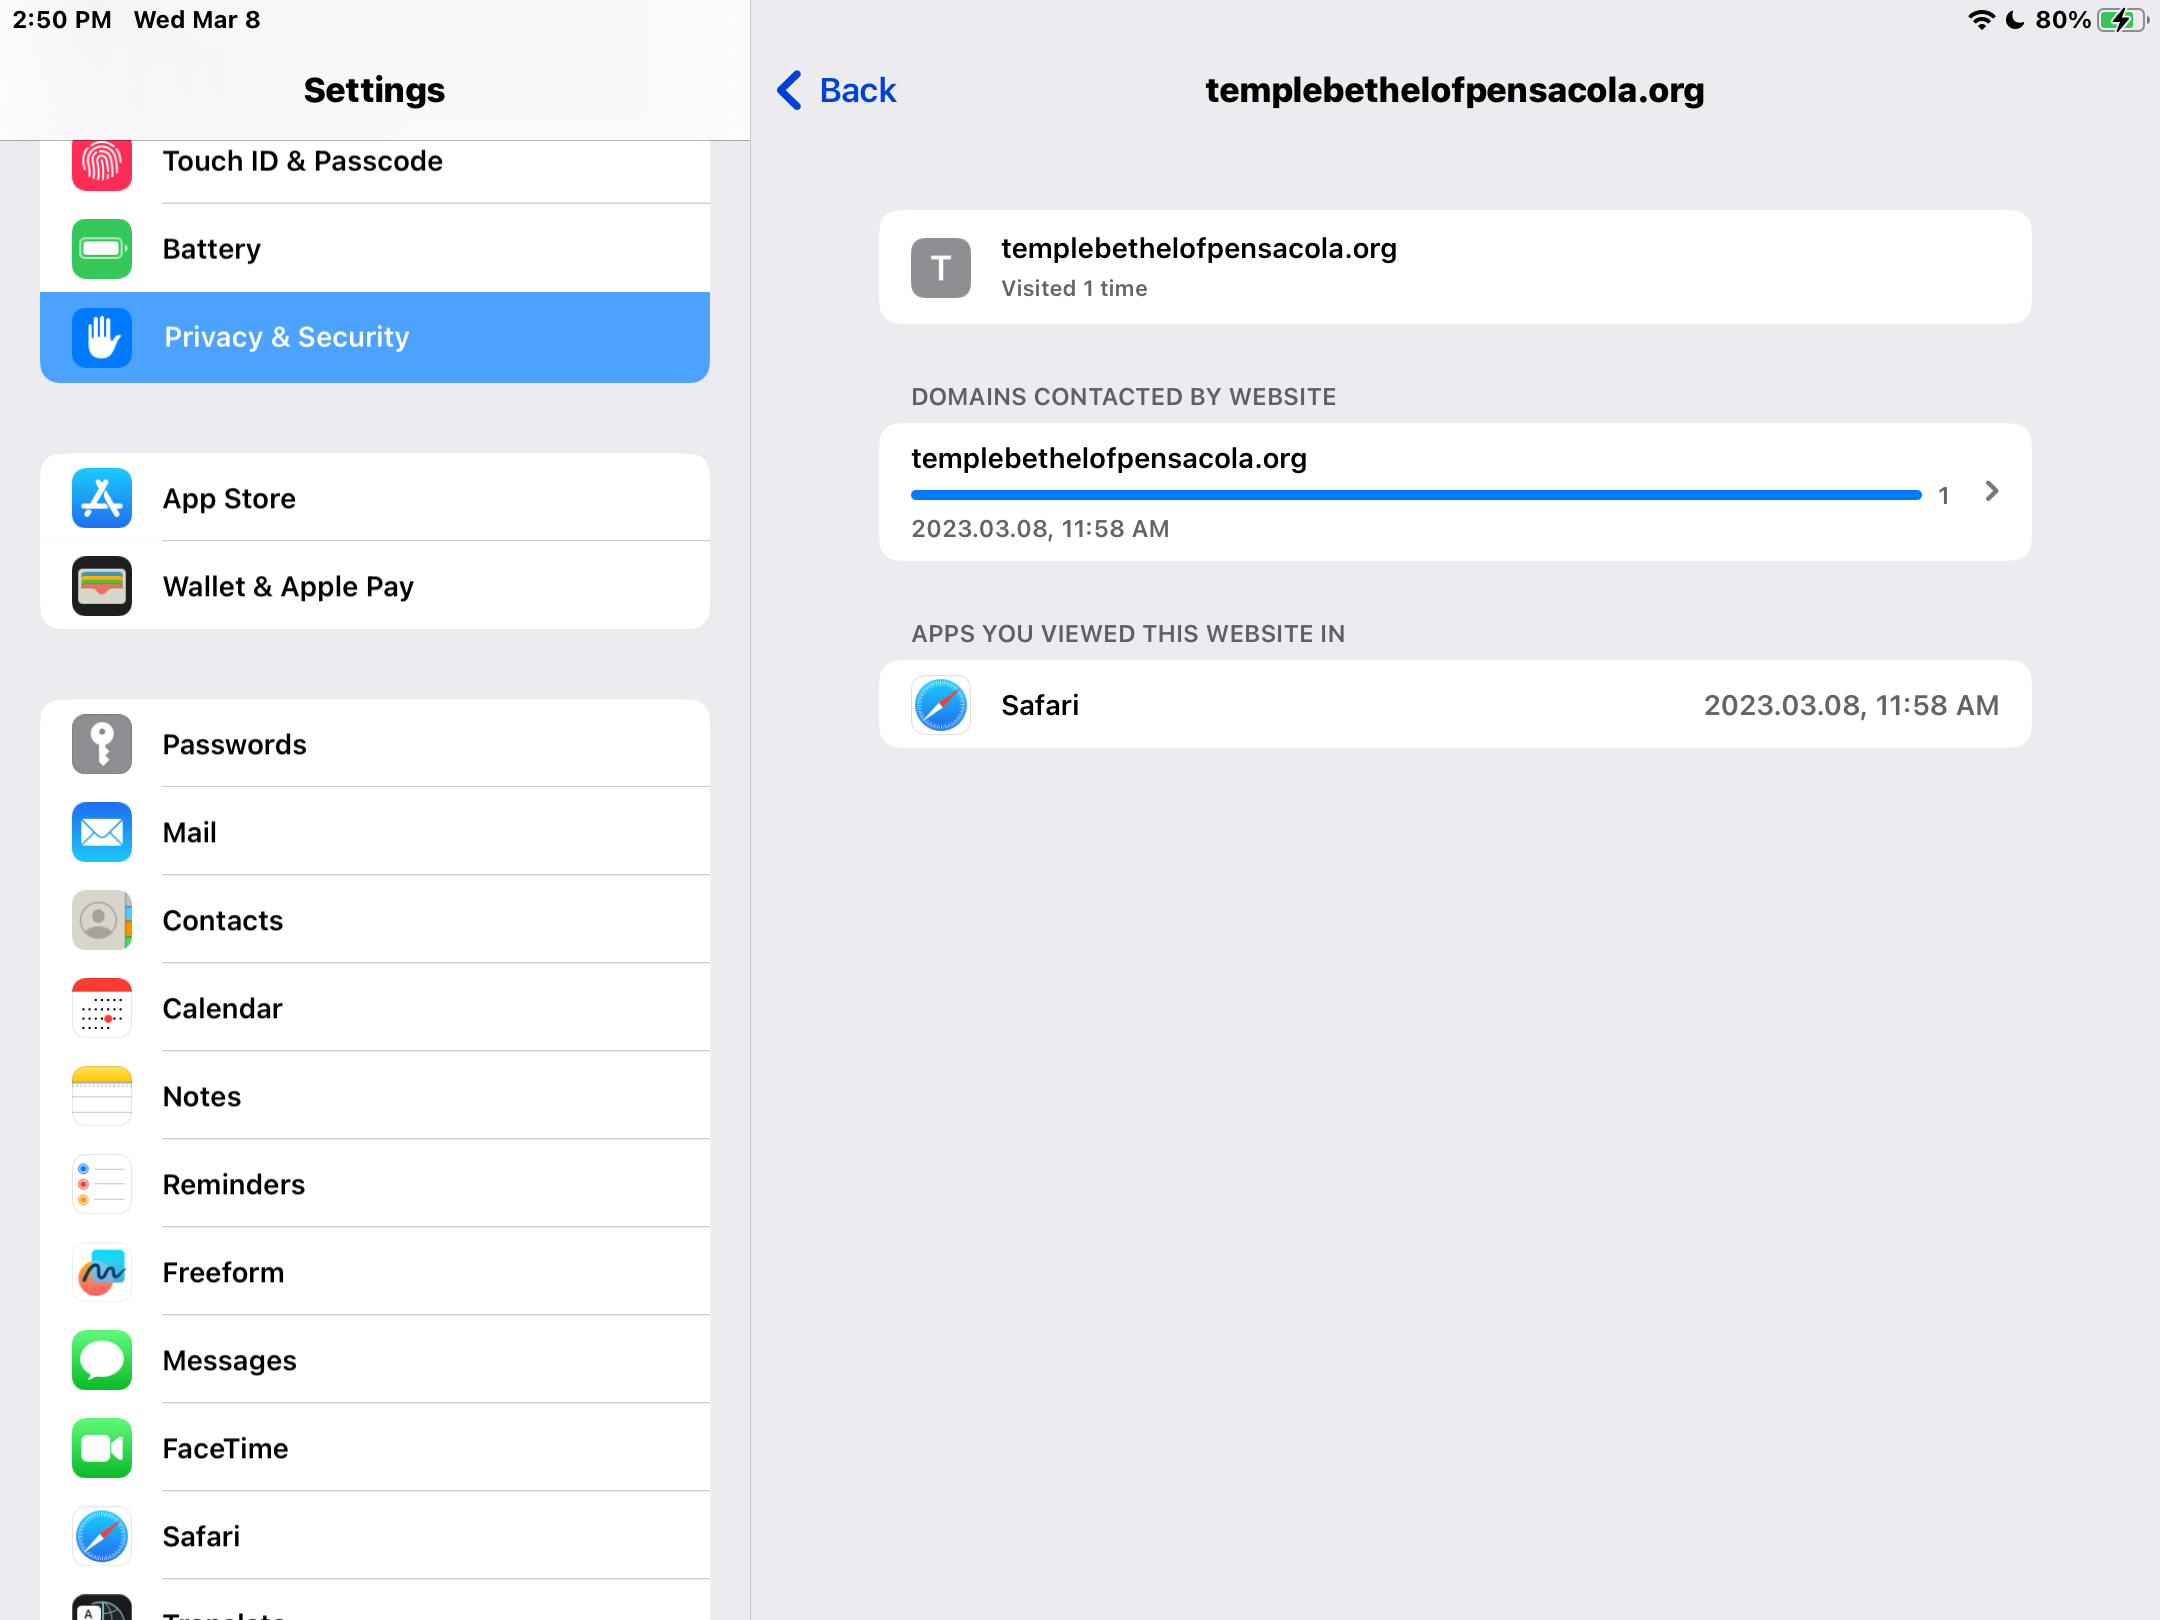 2:50 PM Wed Mar 8
80%
Settings
Touch ID & Passcode
Battery
Privacy & Security
App Store
Wallet & Apple Pay
Passwords
Mail
Contacts
Calendar
Notes
Reminders
Freeform
Messages
FaceTime
Safari
Translate
Back
templebethelofpensacola.org
T
templebethelofpensacola.org
Visited 1 time
DOMAINS CONTACTED BY WEBSITE
templebethelofpensacola.org
1
2023.03.08, 11:58 AM
APPS YOU VIEWED THIS WEBSITE IN
Safari 2023.03.08, 11:58 AM